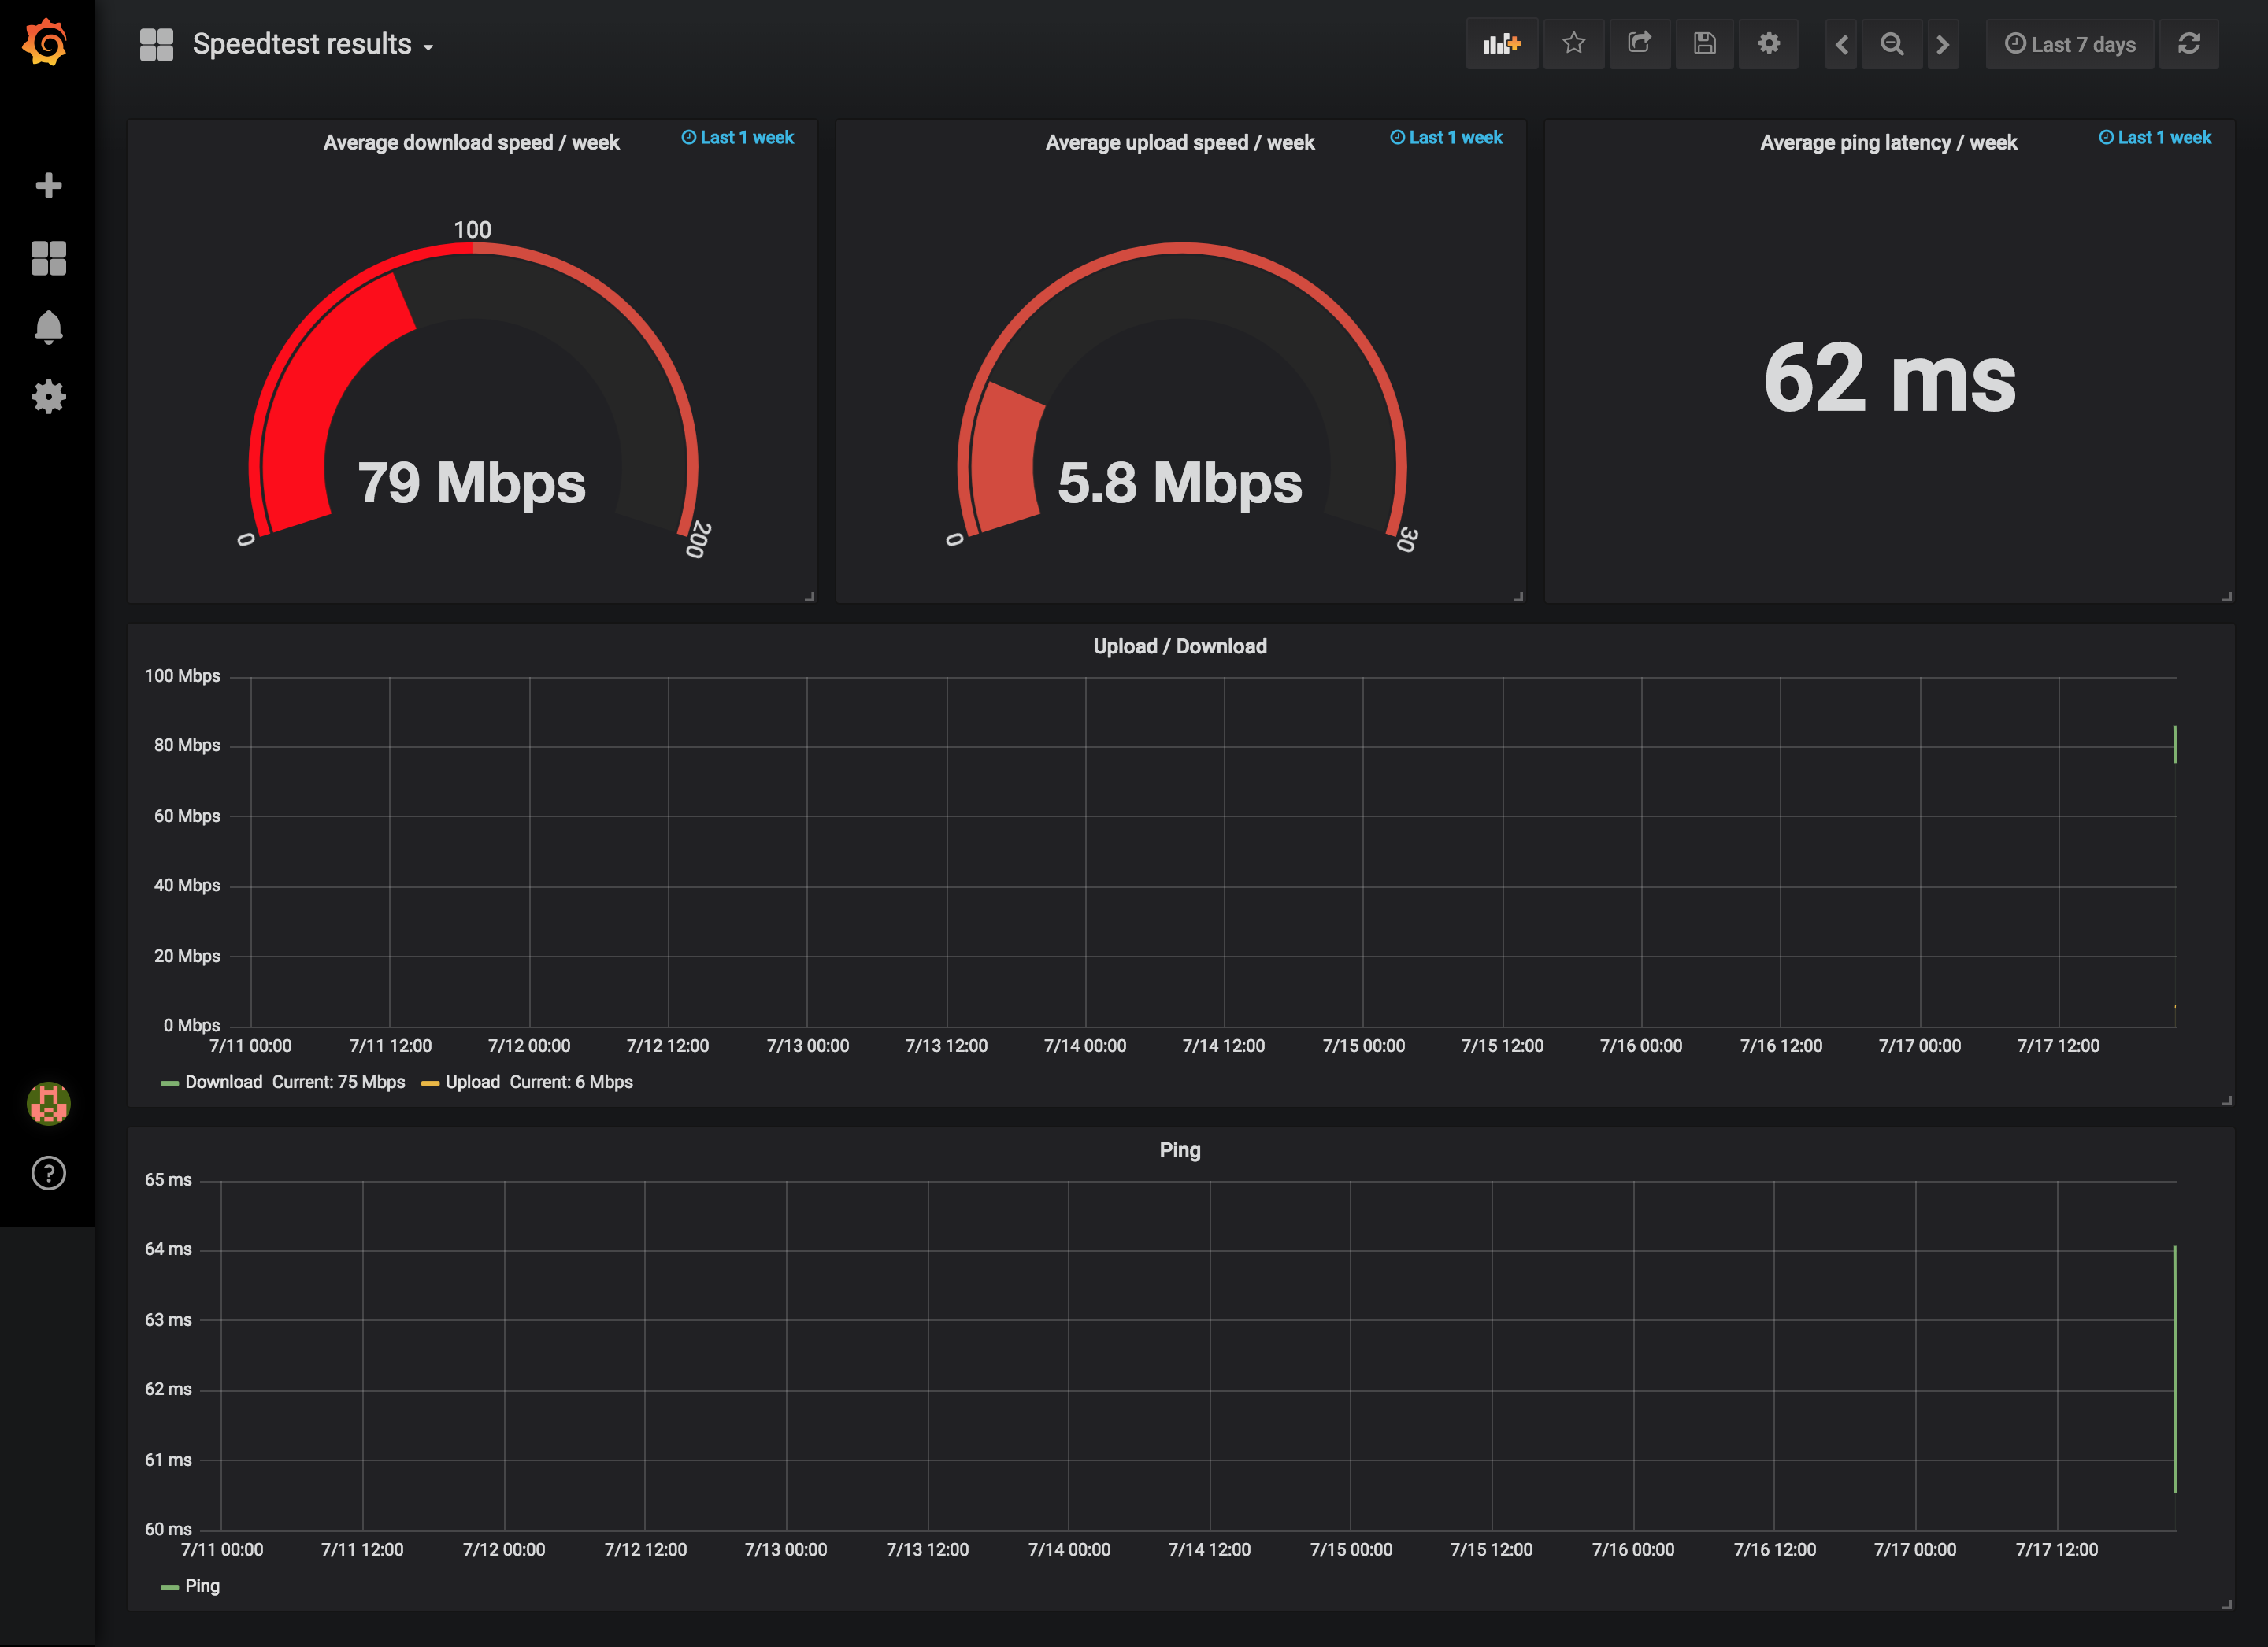 Speedtest results
Last 7 days
Average download speed / week
Last 1 week
100
79 Mbps
0
200
Average upload speed / week
Last 1 week
5.8 Mbps
0
30
Average ping latency / week
Last 1 week
62 ms
Upload / Download
100 Mbps
80 Mbps
60 Mbps
40 Mbps
20 Mbps
0 Mbps
7/11 00:00 7/11 12:00 7/12 00:00 7/12 12:00 7/13 00:00 7/13 12:00 7/14 00:00 7/14 12:00 7/15 00:00 7/15 12:00 7/16 00:00 7/16 12:00 7/17 00:00 7/17 12:00
Download Current: 75 Mbps Upload Current: 6 Mbps
Ping
65 ms
64 ms
63 ms
62 ms
61 ms
60 ms
7/11 00:00 7/11 12:00 7/12 00:00 7/12 12:00 7/13 00:00 7/13 12:00 7/14 00:00 7/14 12:00 7/15 00:00 7/15 12:00 7/16 00:00 7/16 12:00 7/17 00:00 7/17 12:00
Ping